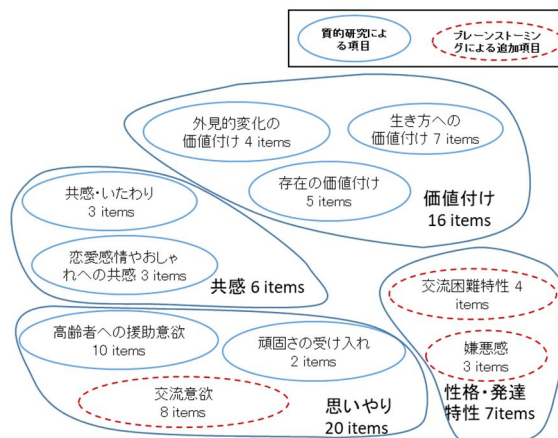 質的研究によ
る項目
ブレーンストーミン
グによる追加項目
外見的変化の
価値付け 4 items
生き方への
価値付け 7 items
存在の価値付け
5 items
価値付け
16 items
共感・いたわり
3 items
恋愛感情やおしゃ
れへの共感 3 items
共感 6 items
交流困難特性 4
items
嫌悪感
3 items
性格・発達
特性 7items
高齢者への援助意欲
10 items
頑固さの受け入れ
2 items
交流意欲
8 items
思いやり
20 items